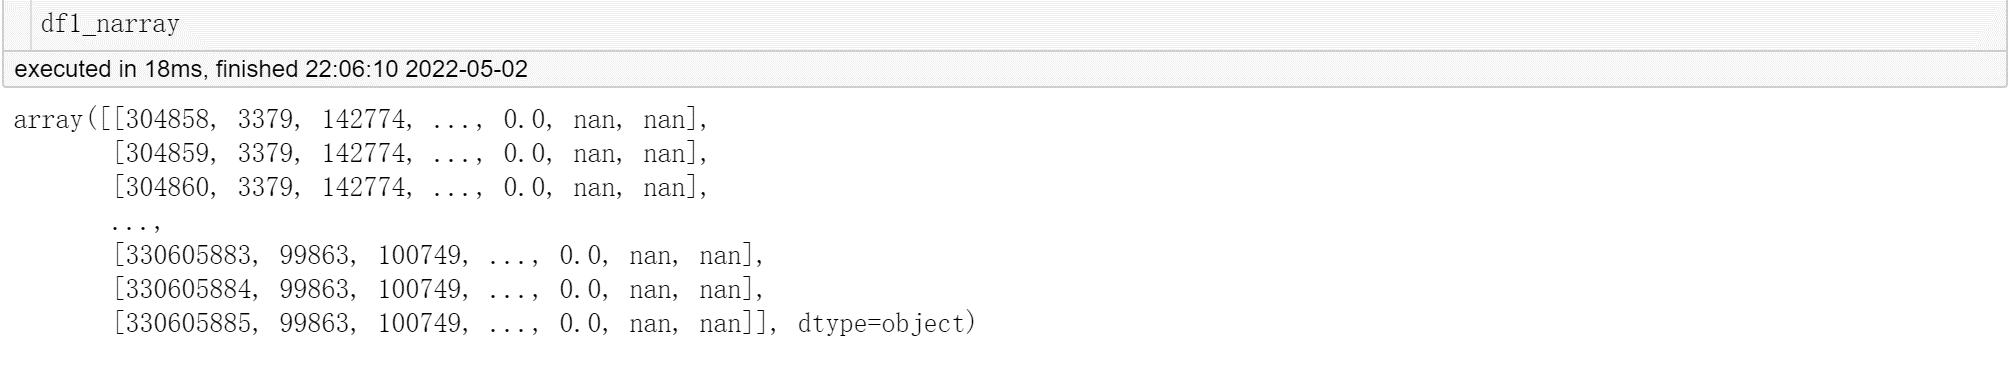 df1_narray
executed in 18ms, finished 22:06:10 2022-05-02
array([[304858, 3379, 142774, ..., 0.0, nan, nan],
[304859, 3379, 142774, ..., 0.0, nan, nan],
[304860, 3379, 142774, ..., 0.0, nan, nan],
...,
[330605883, 99863, 100749, ..., 0.0, nan, nan],
[330605884, 99863, 100749, ..., 0.0, nan, nan],
[330605885, 99863, 100749, ..., 0.0, nan, nan]], dtype=object)